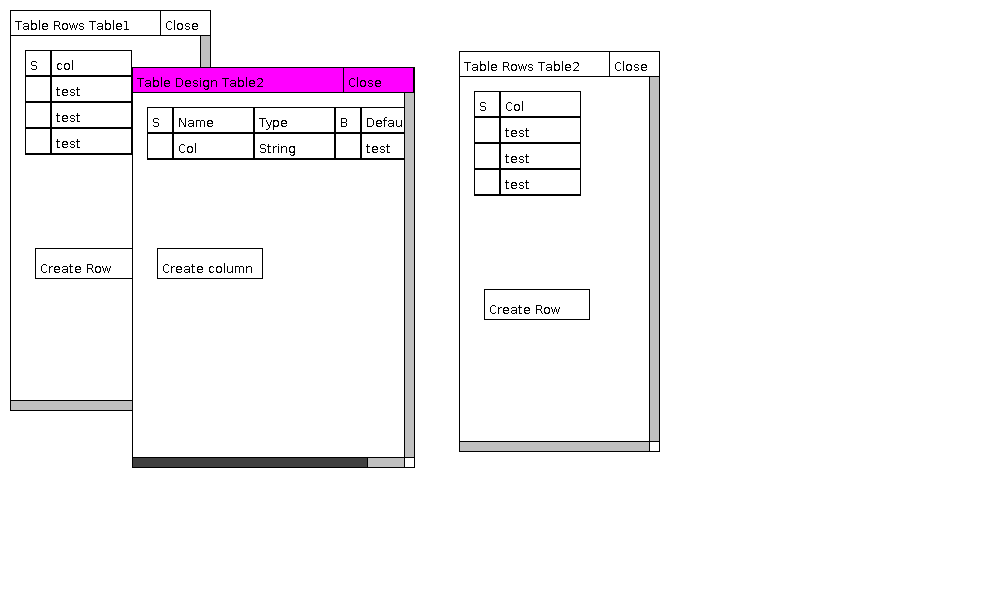 Table Rows Table1 Close
S col
test
test
test
Create Row
Table Design Table2 Close
S Name Type B Defau
Col String test
Create column
Table Rows Table2 Close
S Col
test
test
test
Create Row